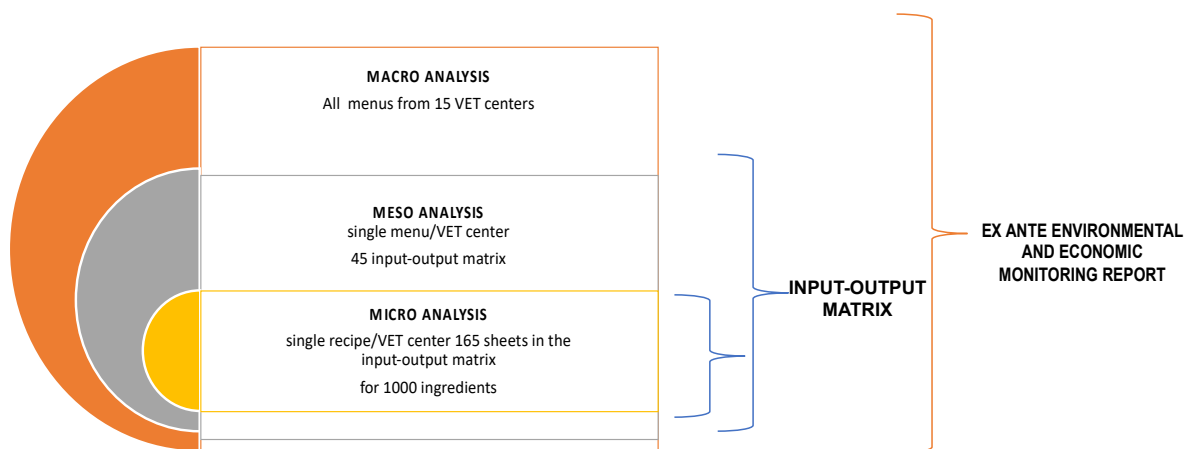 MACRO ANALYSIS
All menus from 15 VET centers
MESO ANALYSIS
single menu/VET center
45 input-output matrix
MICRO ANALYSIS
single recipe/VET center 165 sheets in the
input-output matrix
for 1000 ingredients
INPUT-OUTPUT
MATRIX
EX ANTE ENVIRONMENTAL
AND ECONOMIC
MONITORING REPORT